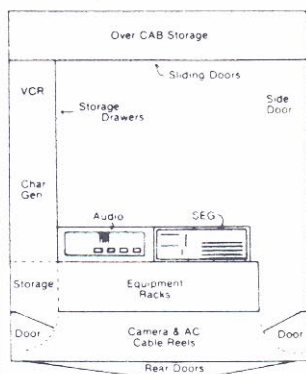 Over CAB Storage
Sliding Doors
VCR
Side
Door
Storage
Drawers
Char
Gen
Audio
SEG
Storage
Equipment
Racks
Door
Camera & AC
Cable Reels
Door
Rear Doors